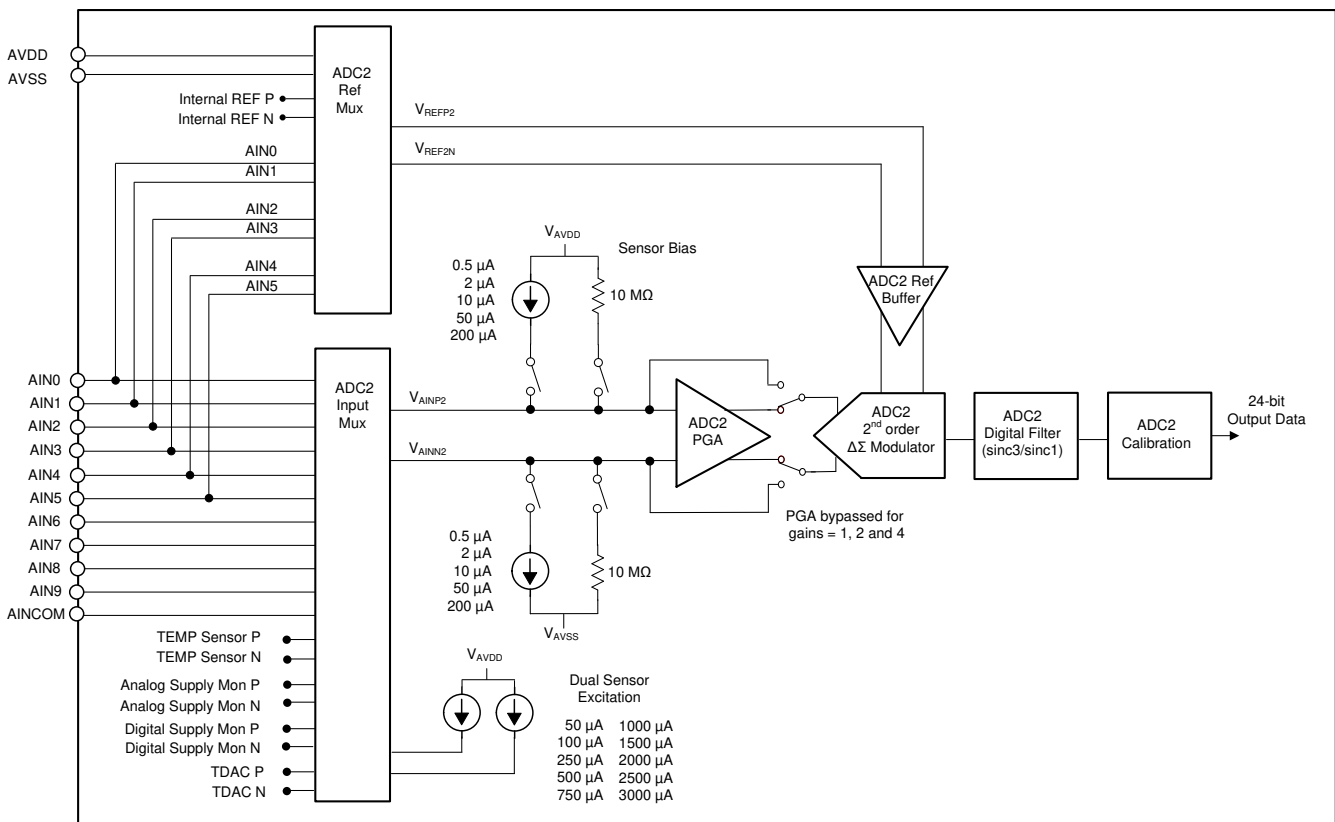 AVDD
AVSS
Internal REF P
Internal REF N
AIN0
AIN1
AIN2
AIN3
AIN4
AIN5
ADC2
Ref
Mux
VREFP2
VREF2N
VAVDD
Sensor Bias
0.5 µA
2 µA
10 µA
50 µA
200 µA
10 MΩ
ADC2 Ref
Buffer
AIN0
AIN1
AIN2
AIN3
AIN4
AIN5
AIN6
AIN7
AIN8
AIN9
AINCOM
TEMP Sensor P
TEMP Sensor N
Analog Supply Mon P
Analog Supply Mon N
Digital Supply Mon P
Digital Supply Mon N
TDAC P
TDAC N
ADC2
Input
Mux
VAINP2
VAINN2
ADC2
PGA
PGA bypassed for
gains = 1, 2 and 4
ADC2
2nd order
ΔΣ Modulator
ADC2
Digital Filter
(sinc3/sinc1)
ADC2
Calibration
24-bit
Output Data
0.5 µA
2 µA
10 µA
50 µA
200 µA
10 MΩ
VAVSS
VAVDD
Dual Sensor
Excitation
50 µA 1000 µA
100 µA 1500 µA
250 µA 2000 µA
500 µA 2500 µA
750 µA 3000 µA